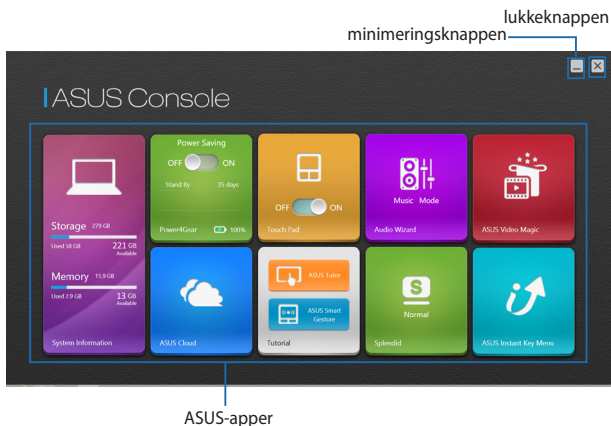 lukkeknappen
minimeringsknappen
ASUS Console
Power Saving
OFF ON
Stand By 35 days
Power4Gear 100%
OFF ON
Touch Pad
Music Mode
Audio Wizard
ASUS Video Magic
Storage 279 GB
Used 58 GB 221 GB
Available
Memory 15.9 GB
Used 2.9 GB 13 GB
Available
System Information
ASUS Cloud
ASUS Tutor
ASUS Smart
Gesture
Tutorial
S
Normal
Splendid
ASUS Instant Key Menu
ASUS-apper